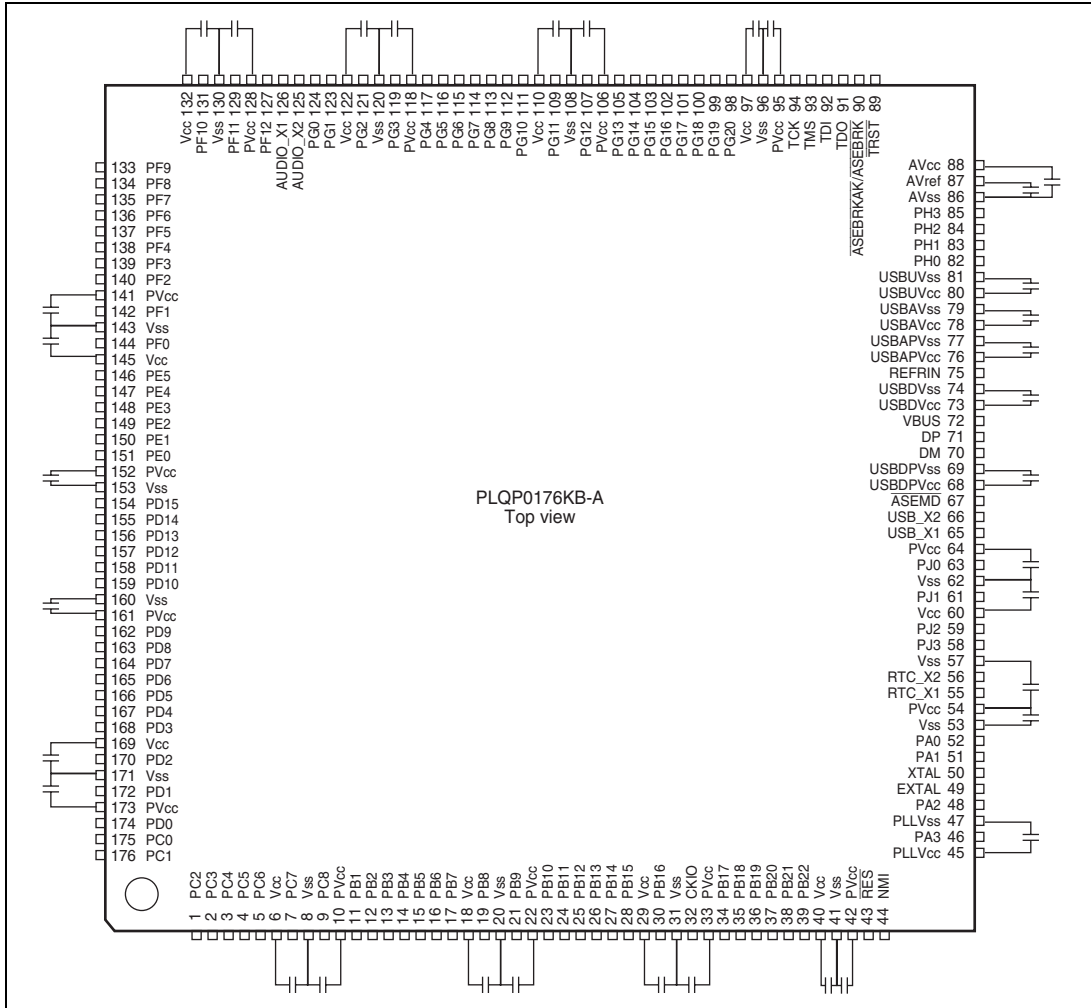 Vcc 132
PF10 131
Vss 130
PF11 129
PVcc 128
PF12 127
AUDIO_X1 126
AUDIO_X2 125
PG0 124
PG1 123
Vcc 122
PG2 121
Vss 120
PG3 119
PVcc 118
PG4 117
PG5 116
PG6 115
PG7 114
PG8 113
PG9 112
PG10 111
Vcc 110
PG11 109
Vss 108
PG12 107
PVcc 106
PG13 105
PG14 104
PG15 103
PG16 102
PG17 101
PG18 100
PG19 99
PG20 98
Vcc 97
Vss 96
PVcc 95
TCK 94
TMS 93
TDI 92
TDO 91
ASEBRKAK/ASEBRK 90
TRST 89
133 PF9
134 PF8
135 PF7
136 PF6
137 PF5
138 PF4
139 PF3
140 PF2
141 PVcc
142 PF1
143 Vss
144 PF0
145 Vcc
146 PE5
147 PE4
148 PE3
149 PE2
150 PE1
151 PE0
152 PVcc
153 Vss
154 PD15
155 PD14
156 PD13
157 PD12
158 PD11
159 PD10
160 Vss
161 PVcc
162 PD9
163 PD8
164 PD7
165 PD6
166 PD5
167 PD4
168 PD3
169 Vcc
170 PD2
171 Vss
172 PD1
173 PVcc
174 PD0
175 PC0
176 PC1
PLQP0176KB-A
Top view
AVcc 88
AVref 87
AVss 86
PH3 85
PH2 84
PH1 83
PH0 82
USBUVss 81
USBUVcc 80
USBAVss 79
USBAVcc 78
USBAPVss 77
USBAPVcc 76
REFRIN 75
USBDVss 74
USBDVcc 73
VBUS 72
DP 71
DM 70
USBDPVss 69
USBDPVcc 68
ASEMD 67
USB_X2 66
USB_X1 65
PVcc 64
PJ0 63
Vss 62
PJ1 61
Vcc 60
PJ2 59
PJ3 58
Vss 57
RTC_X2 56
RTC_X1 55
PVcc 54
Vss 53
PA0 52
PA1 51
XTAL 50
EXTAL 49
PA2 48
PLLVss 47
PA3 46
PLLVcc 45
1 PC2
2 PC3
3 PC4
4 PC5
5 PC6
6 Vcc
7 PC7
8 Vss
9 PC8
10 PVcc
11 PB1
12 PB2
13 PB3
14 PB4
15 PB5
16 PB6
17 PB7
18 Vcc
19 PB8
20 Vss
21 PB9
22 PVcc
23 PB10
24 PB11
25 PB12
26 PB13
27 PB14
28 PB15
29 Vcc
30 PB16
31 Vss
32 CKIO
33 PVcc
34 PB17
35 PB18
36 PB19
37 PB20
38 PB21
39 PB22
40 Vcc
41 Vss
42 PVcc
43 RES
44 NMI